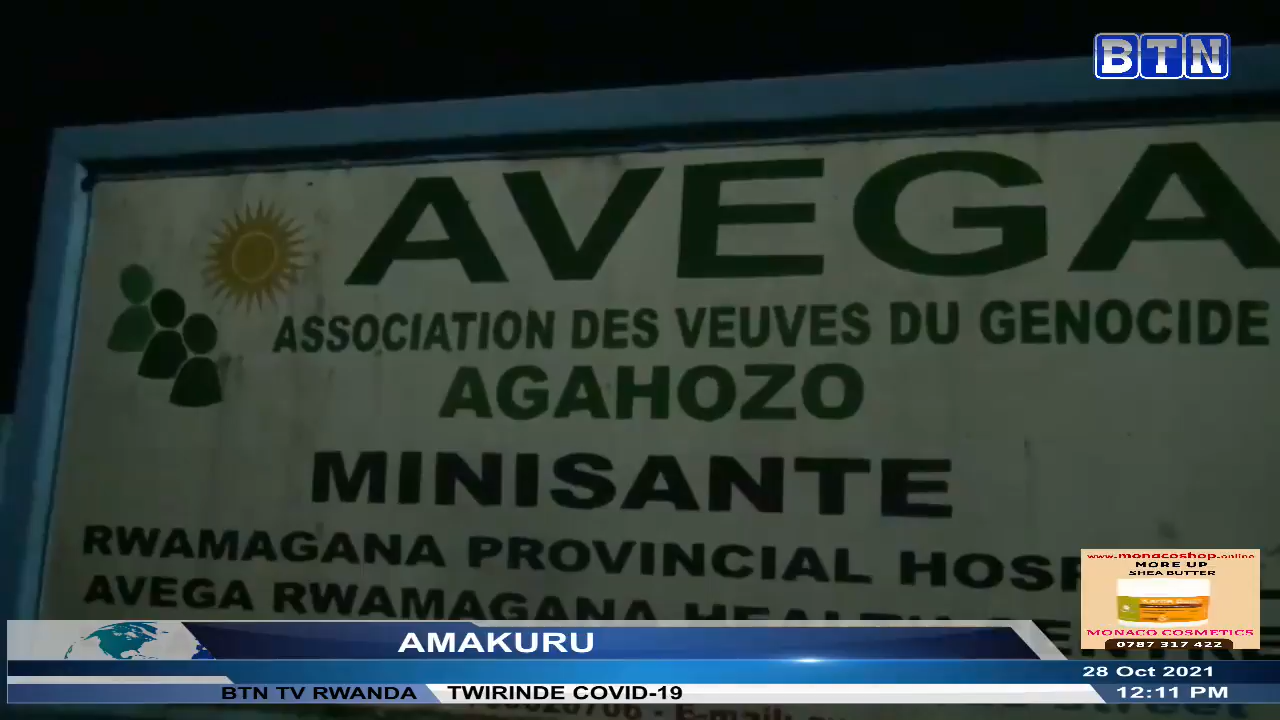 BTN
AVEGA
ASSOCIATION DES VEUVES DU GENOCIDE
AGAHOZO
MINISANTE
RWAMAGANA PROVINCIAL
AVEGA RWAMAGANA HEALTH
www.monacoshop.online
MORE UP
SHEA BUTTER
MONACO COSMETICS
0787 317 422
AMAKURU
28 Oct 2021
BTN TV RWANDA
TWIRINDE COVID-19
12:11 PM
E-mail: